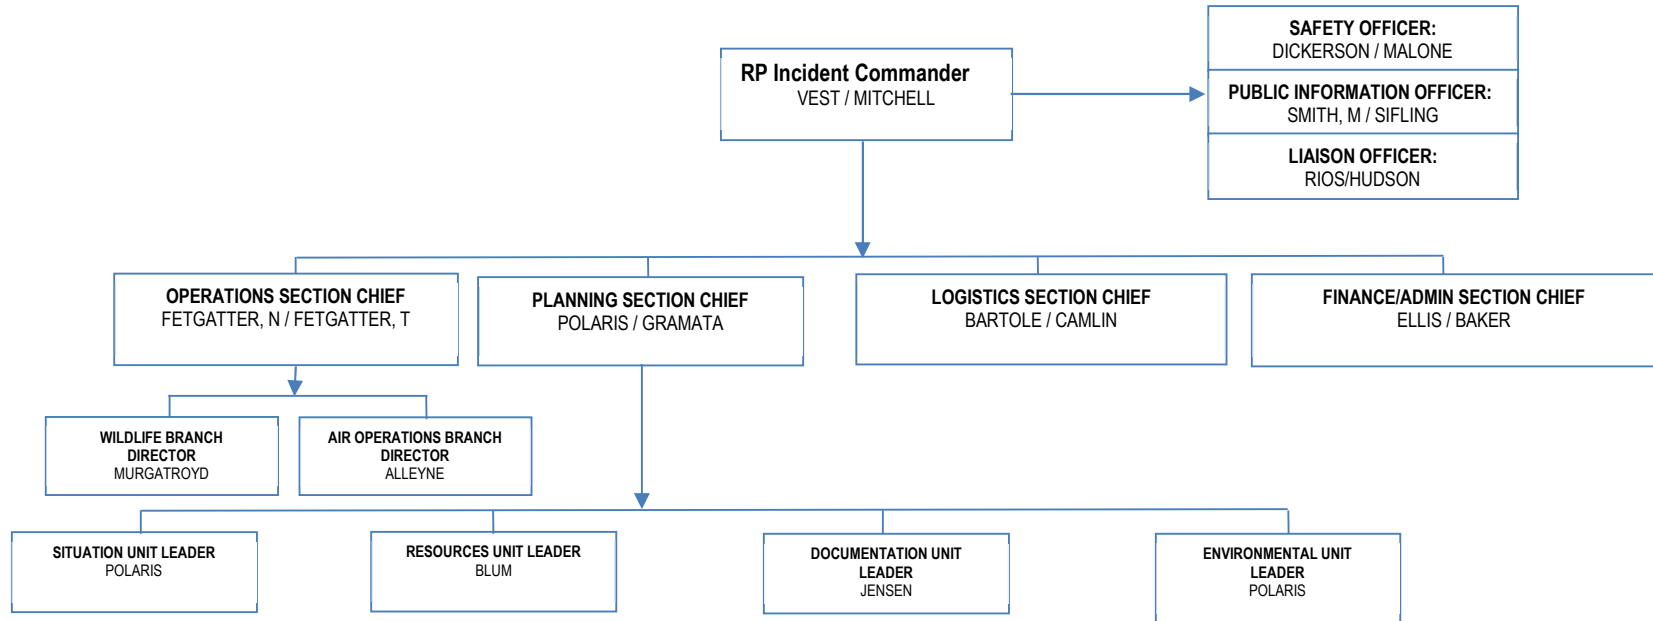 SAFETY OFFICER:
DICKERSON / MALONE
RP Incident Commander
VEST / MITCHELL
PUBLIC INFORMATION OFFICER:
SMITH, M / SIFLING
LIAISON OFFICER:
RIOS/HUDSON
OPERATIONS SECTION CHIEF
FETGATTER, N / FETGATTER, T
PLANNING SECTION CHIEF
POLARIS / GRAMATA
LOGISTICS SECTION CHIEF
BARTOLE / CAMLIN
FINANCE/ADMIN SECTION CHIEF
ELLIS / BAKER
WILDLIFE BRANCH
DIRECTOR
MURGATROYD
AIR OPERATIONS BRANCH
DIRECTOR
ALLEYNE
SITUATION UNIT LEADER
POLARIS
RESOURCES UNIT LEADER
BLUM
DOCUMENTATION UNIT
LEADER
JENSEN
ENVIRONMENTAL UNIT
LEADER
POLARIS